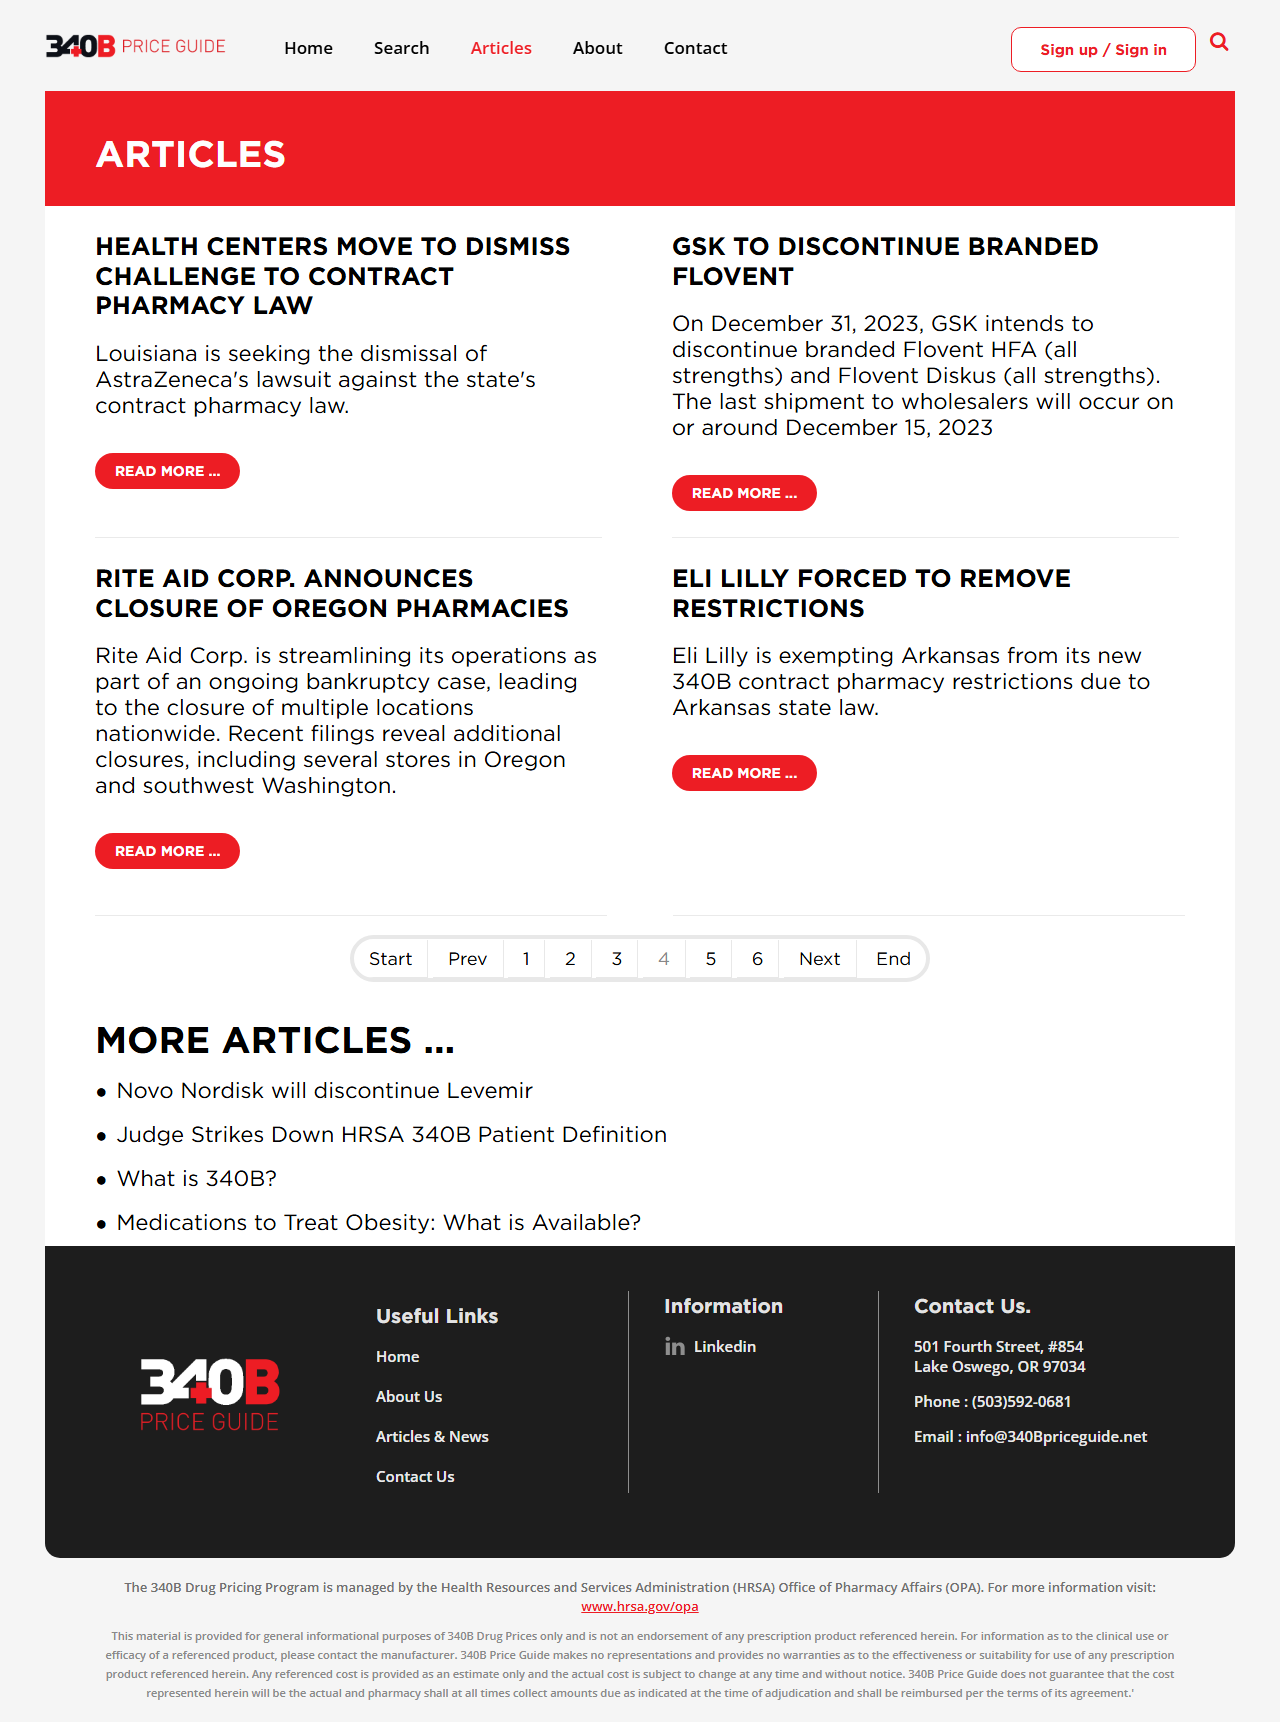 340B PRICE GUIDE
Home Search Articles About Contact
Sign up / Sign in
ARTICLES
HEALTH CENTERS MOVE TO DISMISS
CHALLENGE TO CONTRACT
PHARMACY LAW
Louisiana is seeking the dismissal of
AstraZeneca's lawsuit against the state's
contract pharmacy law.
READ MORE ...
GSK TO DISCONTINUE BRANDED
FLOVENT
On December 31, 2023, GSK intends to
discontinue branded Flovent HFA (all
strengths) and Flovent Diskus (all strengths).
The last shipment to wholesalers will occur on
or around December 15, 2023
READ MORE ...
RITE AID CORP. ANNOUNCES
CLOSURE OF OREGON PHARMACIES
Rite Aid Corp. is streamlining its operations as
part of an ongoing bankruptcy case, leading
to the closure of multiple locations
nationwide. Recent filings reveal additional
closures, including several stores in Oregon
and southwest Washington.
READ MORE ...
ELI LILLY FORCED TO REMOVE
RESTRICTIONS
Eli Lilly is exempting Arkansas from its new
340B contract pharmacy restrictions due to
Arkansas state law.
READ MORE ...
Start Prev 1 2 3 4 5 6 Next End
MORE ARTICLES ...
• Novo Nordisk will discontinue Levemir
• Judge Strikes Down HRSA 340B Patient Definition
• What is 340B?
• Medications to Treat Obesity: What is Available?
340B
PRICE GUIDE
Useful Links
Home
About Us
Articles & News
Contact Us
Information
Linkedin
Contact Us.
501 Fourth Street, #854
Lake Oswego, OR 97034
Phone : (503)592-0681
Email : info@340Bpriceguide.net
The 340B Drug Pricing Program is managed by the Health Resources and Services Administration (HRSA) Office of Pharmacy Affairs (OPA). For more information visit:
www.hrsa.gov/opa
This material is provided for general informational purposes of 340B Drug Prices only and is not an endorsement of any prescription product referenced herein. For information as to the clinical use or
efficacy of a referenced product, please contact the manufacturer. 340B Price Guide makes no representations and provides no warranties as to the effectiveness or suitability for use of any prescription
product referenced herein. Any referenced cost is provided as an estimate only and the actual cost is subject to change at any time and without notice. 340B Price Guide does not guarantee that the cost
represented herein will be the actual and pharmacy shall at all times collect amounts due as indicated at the time of adjudication and shall be reimbursed per the terms of its agreement.'